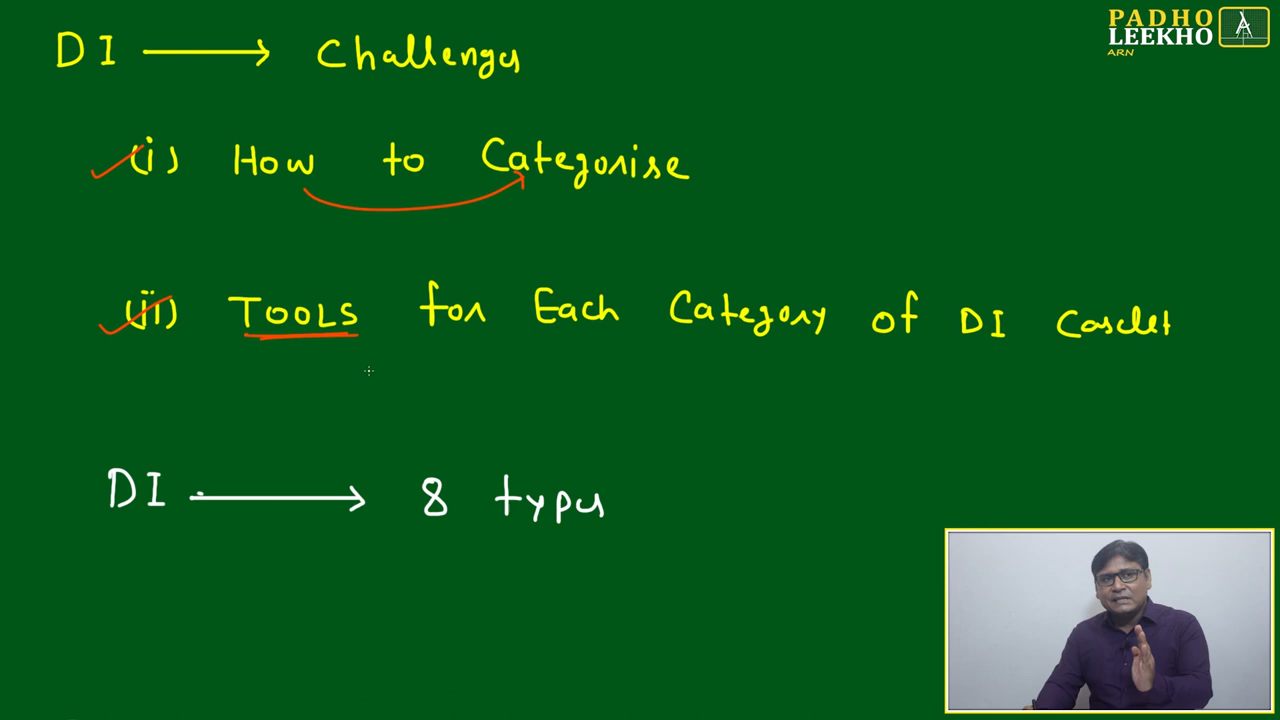 DI → Challenges
(i) How to Categorise
(ii) TOOLS for Each Category of DI Caselet
DI → 8 types
PADHO
LEEKHO
ARN